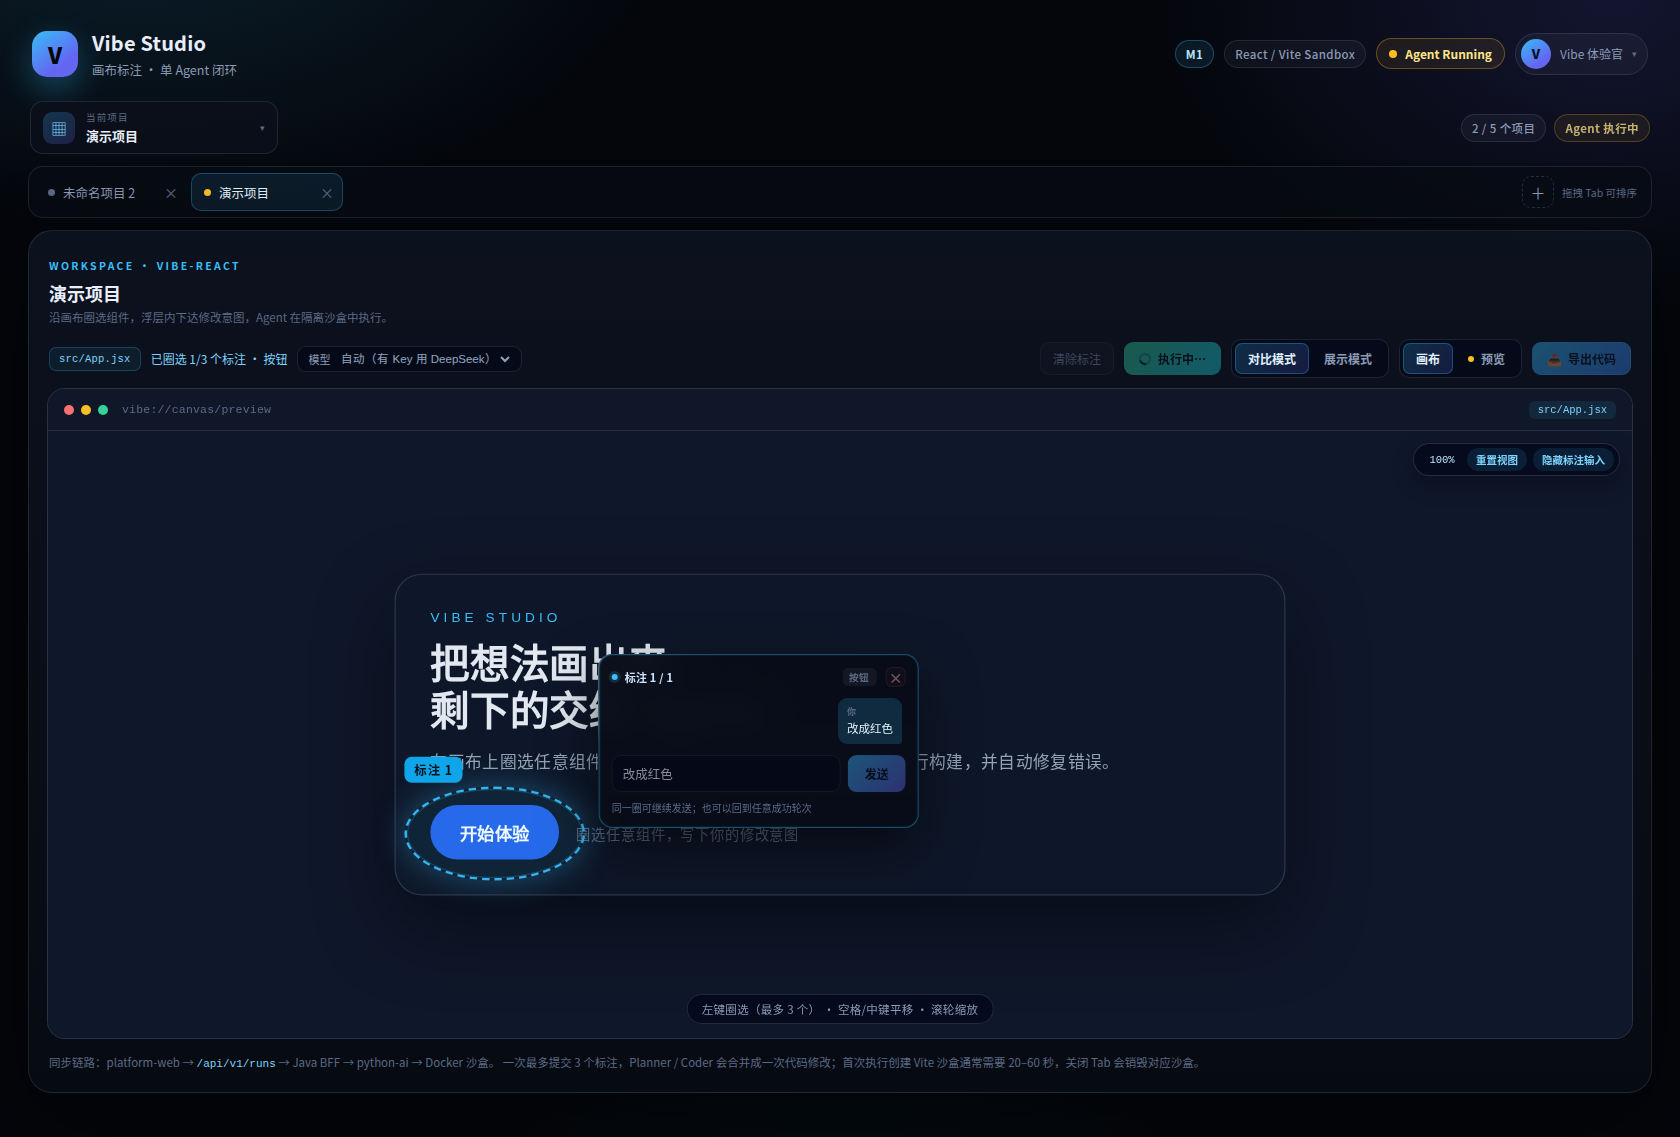 V
Vibe Studio
画布标注 · 单 Agent 闭环
M1
React / Vite Sandbox
Agent Running
V
Vibe 体验官
当前项目
演示项目
2 / 5 个项目
Agent 执行中
未命名项目 2
演示项目
拖拽 Tab 可排序
WORKSPACE · VIBE-REACT
演示项目
沿画布圈选组件，浮层内下达修改意图，Agent 在隔离沙盒中执行。
src/App.jsx
已圈选 1/3 个标注 · 按钮
模型
自动（有 Key 用 DeepSeek）
清除标注
执行中…
对比模式
展示模式
画布
预览
导出代码
vibe://canvas/preview
src/App.jsx
100%
重置视图
隐藏标注输入
VIBE STUDIO
把想法画出来
剩下的交
标注 1 / 1
按钮
你
改成红色
布上圈选任意组件
行构建，并自动修复错误。
标注 1
改成红色
发送
同一圈可继续发送；也可以回到任意成功轮次
开始体验
圈选任意组件，写下你的修改意图
左键圈选（最多 3 个） · 空格/中键平移 · 滚轮缩放
同步链路：platform-web → /api/v1/runs → Java BFF → python-ai → Docker 沙盒。 一次最多提交 3 个标注，Planner / Coder 会合并成一次代码修改；首次执行创建 Vite 沙盒通常需要 20–60 秒，关闭 Tab 会销毁对应沙盒。